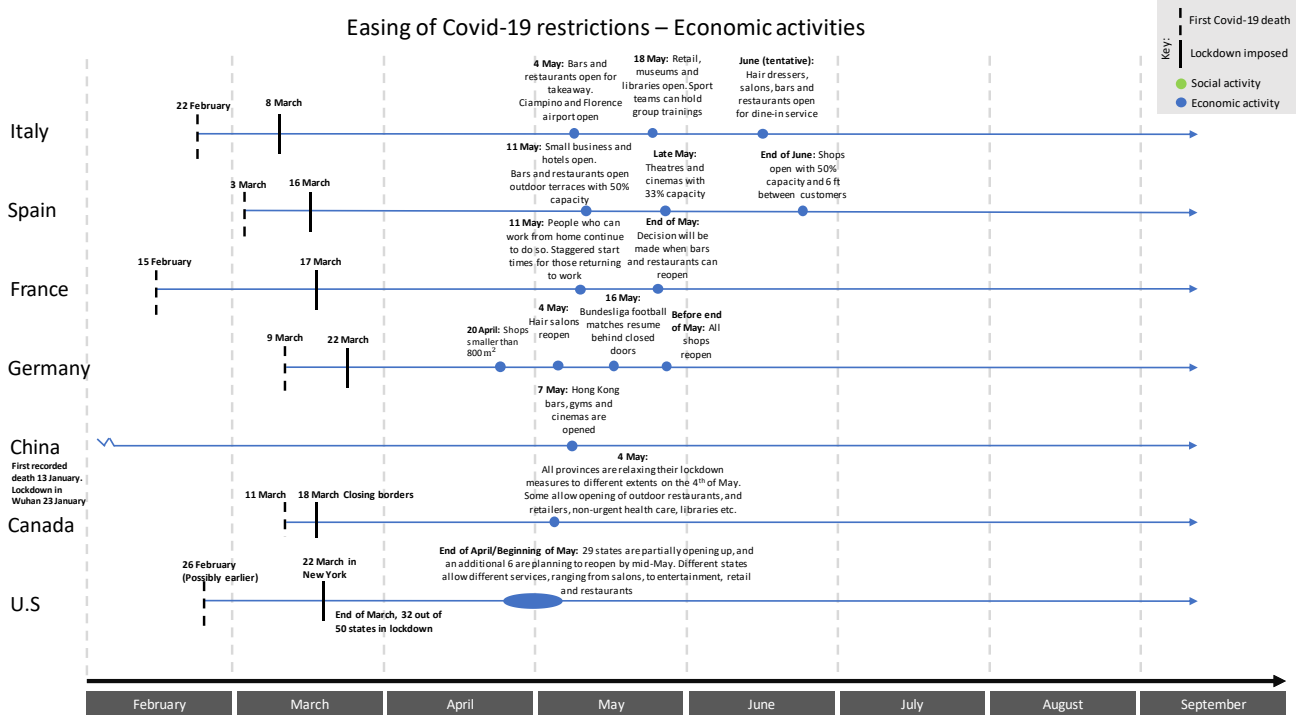 Easing of Covid-19 restrictions – Economic activities
Key:
First Covid-19 death
Lockdown imposed
Social activity
Economic activity
Italy
22 February
8 March
4 May: Bars and
restaurants open for
takeaway.
Ciampino and Florence
airport open
18 May: Retail,
museums and
libraries open. Sport
teams can hold
group trainings
June (tentative):
Hair dressers,
salons, bars and
restaurants open
for dine-in service
Spain
3 March
16 March
11 May: Small business and
hotels open.
Bars and restaurants open
outdoor terraces with 50%
capacity
Late May:
Theatres and
cinemas with
33% capacity
End of June: Shops
open with 50%
capacity and 6 ft
between customers
France
15 February
17 March
11 May: People who can
work from home continue
to do so. Staggered start
times for those returning
to work
End of May:
Decision will be
made when bars
and restaurants can
reopen
Germany
9 March
22 March
20 April: Shops
smaller than
800 m²
4 May:
Hair salons
reopen
16 May:
Bundesliga football
matches resume
behind closed
doors
Before end
of May: All
shops
reopen
China
First recorded
death 13 January.
Lockdown in
Wuhan 23 January
7 May: Hong Kong
bars, gyms and
cinemas are
opened
Canada
11 March
18 March Closing borders
4 May:
All provinces are relaxing their lockdown
measures to different extents on the 4th of May.
Some allow opening of outdoor restaurants, and
retailers, non-urgent health care, libraries etc.
U.S
26 February
(Possibly earlier)
22 March in
New York
End of March, 32 out of
50 states in lockdown
End of April/Beginning of May: 29 states are partially opening up, and
an additional 6 are planning to reopen by mid-May. Different states
allow different services, ranging from salons, to entertainment, retail
and restaurants
February
March
April
May
June
July
August
September